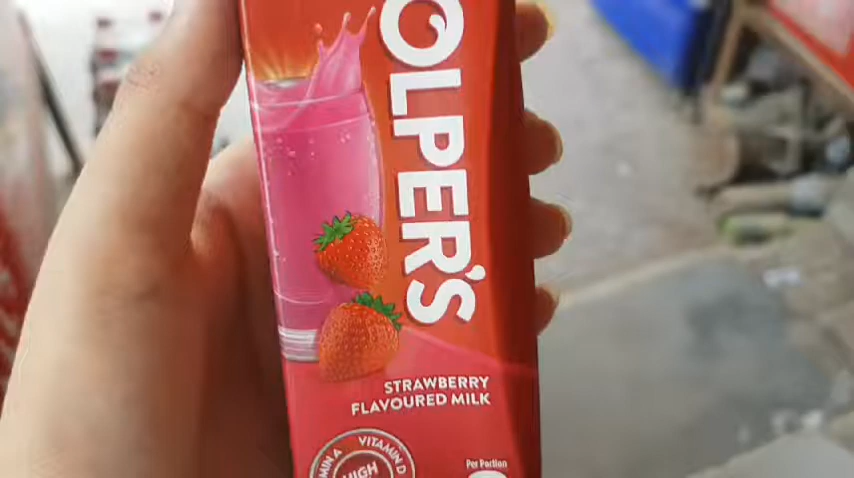 OLPER'S
STRAWBERRY
FLAVOURED MILK
VITAMIN D
HIGH
Per Portion